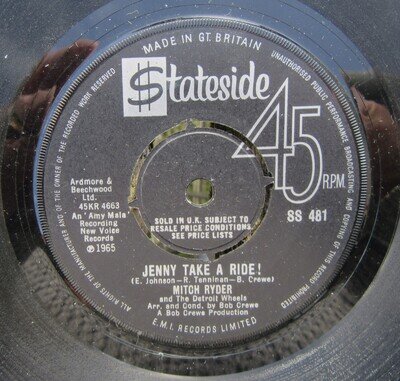 MADE IN GT. BRITAIN
UNAUTHORISED PUBLIC PERFORMANCE BROADCASTING AND COPYING OF THIS RECORD PROHIBITED
ALL RIGHTS OF THE MANUFACTURER AND OF THE OWNER OF THE RECORDED WORK RESERVED
$tateside
45
R.P.M.
Ardmore &
Beechwood
Ltd.
45KR 4663
An 'Amy Mala
Recording
New Voice
Records
℗ 1965
SS 481
SOLD IN U.K. SUBJECT TO
RESALE PRICE CONDITIONS,
SEE PRICE LISTS
JENNY TAKE A RIDE!
(E. Johnson—R. Tenninan—B. Crewe)
MITCH RYDER
and The Detroit Wheels
Arr. and Cond. by Bob Crewe
A Bob Crewe Production
E.M.I. RECORDS LIMITED